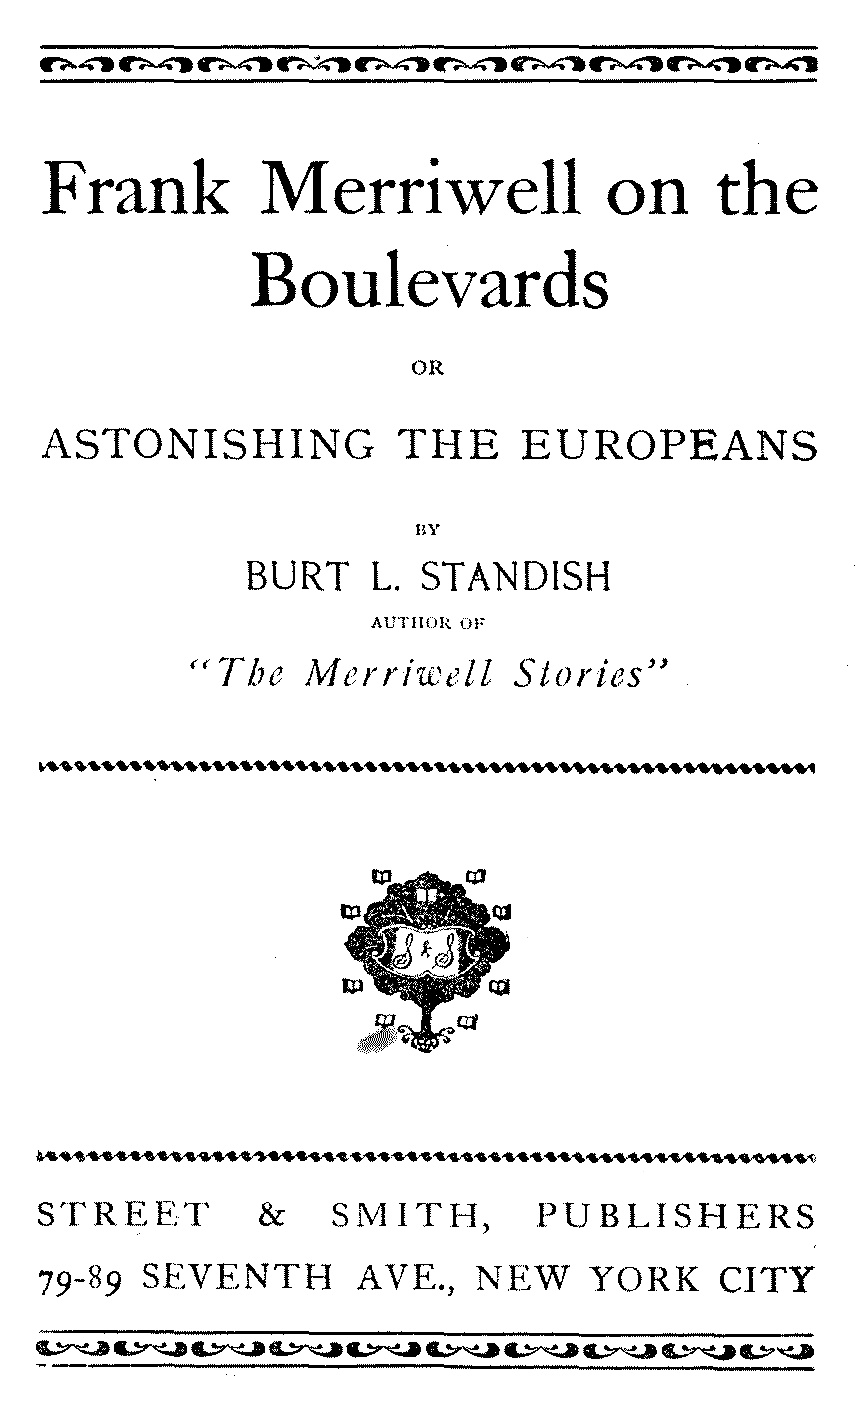 Frank Merriwell on the
Boulevards
OR
ASTONISHING THE EUROPEANS
BY
BURT L. STANDISH
AUTHOR OF
“The Merriwell Stories”
S & S
STREET & SMITH, PUBLISHERS
79-89 SEVENTH AVE., NEW YORK CITY